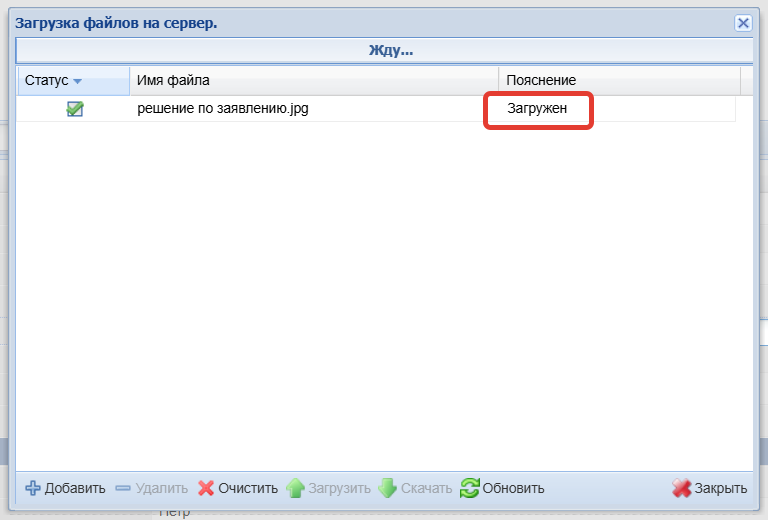 Загрузка файлов на сервер.
Жду...
Статус Имя файла Пояснение
решение по заявлению.jpg Загружен
Добавить Удалить Очистить Загрузить Скачать Обновить Закрыть
Петр